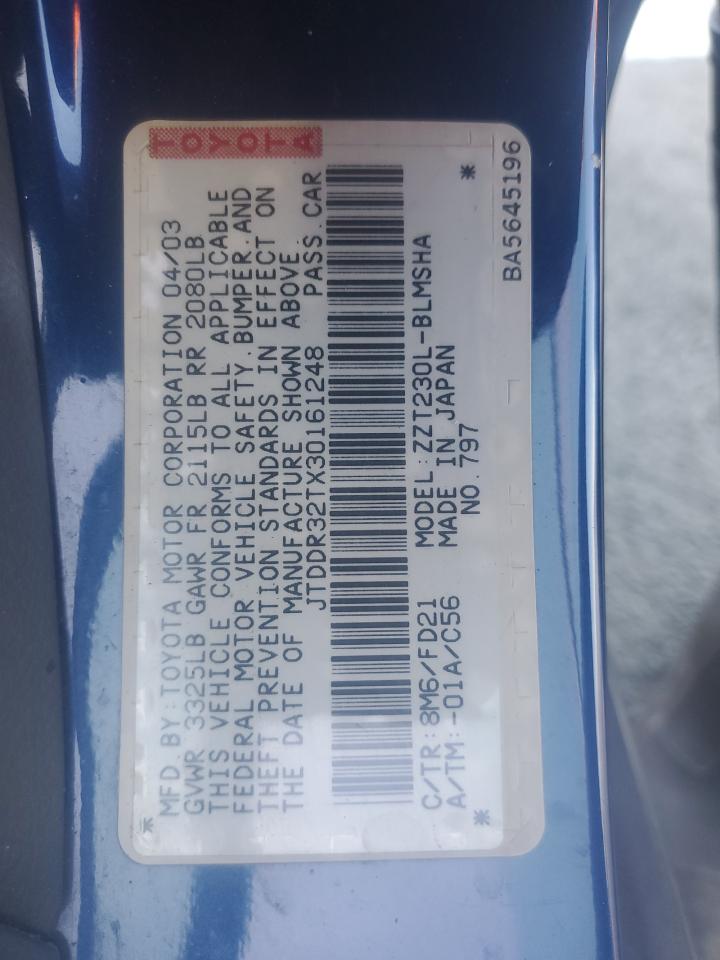 TOYOTA
MFD. BY: TOYOTA MOTOR CORPORATION 04/03
GVWR 3325LB GAWR FR 2115LB RR 2080LB
THIS VEHICLE CONFORMS TO ALL APPLICABLE
FEDERAL MOTOR VEHICLE SAFETY, BUMPER, AND
THEFT PREVENTION STANDARDS IN EFFECT ON
THE DATE OF MANUFACTURE SHOWN ABOVE.
JTDDR32TX30161248 PASS. CAR
C/TR: 8M6/FD21 MODEL: ZZT230L-BLMSHA
A/TM: -01A/C56 MADE IN JAPAN
NO. 797
BA5645196